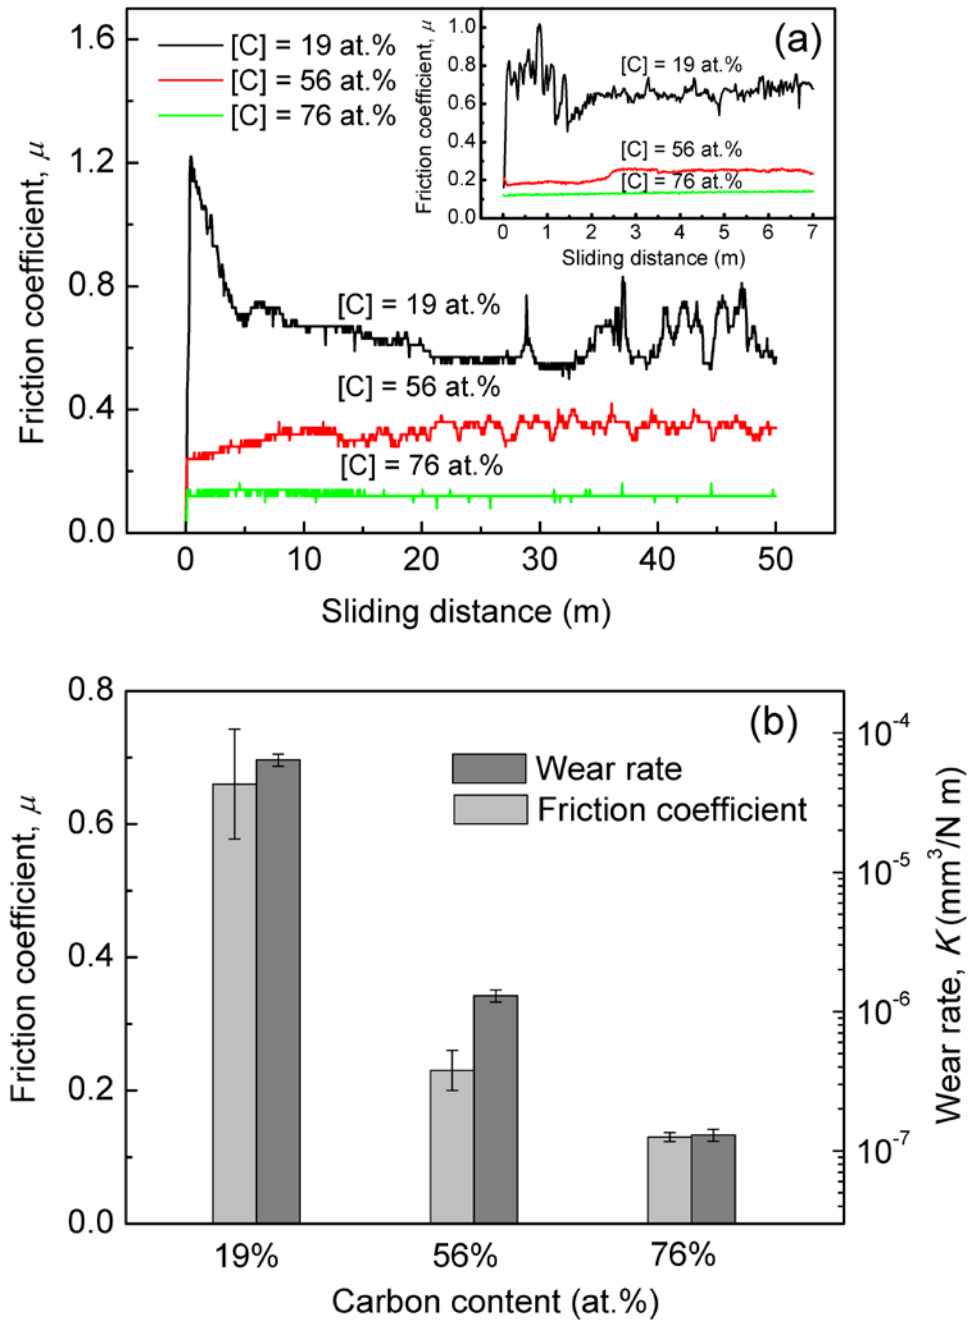 [C] = 19 at.%
[C] = 56 at.%
[C] = 76 at.%
(a)
1.0
0.8
0.6
0.4
0.2
0.0
Friction coefficient, μ
[C] = 19 at.%
[C] = 56 at.%
[C] = 76 at.%
0 1 2 3 4 5 6 7
Sliding distance (m)
1.6
1.2
0.8
0.4
0.0
Friction coefficient, μ
[C] = 19 at.%
[C] = 56 at.%
[C] = 76 at.%
0 10 20 30 40 50
Sliding distance (m)
(b)
0.8
0.6
0.4
0.2
0.0
Friction coefficient, μ
Wear rate
Friction coefficient
10⁻⁴
10⁻⁵
10⁻⁶
10⁻⁷
Wear rate, K (mm³/N m)
19% 56% 76%
Carbon content (at.%)